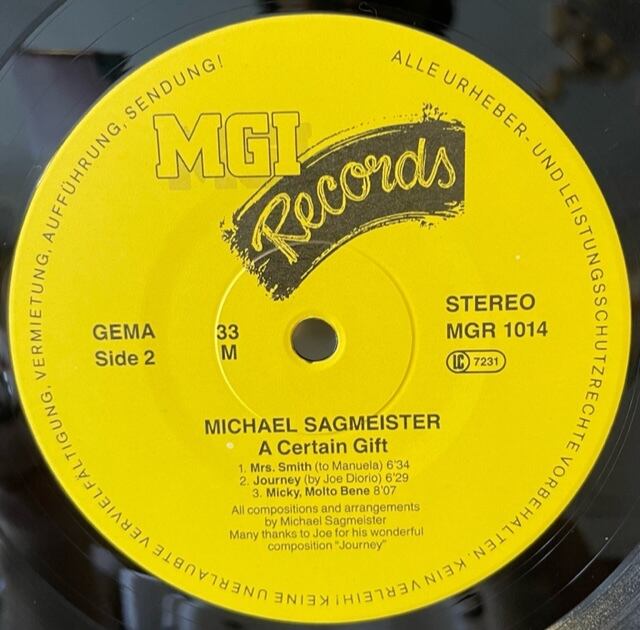 ALLE URHEBER- UND LEISTUNGSSCHUTZRECHTE VORBEHALTEN. KEIN VERLEIH! KEINE UNERLAUBTE VERVIELFÄLTIGUNG, VERMIETUNG, AUFFÜHRUNG, SENDUNG!
MGI
Records
GEMA 33
Side 2 M
STEREO
MGR 1014
LC 7231
MICHAEL SAGMEISTER
A Certain Gift
1. Mrs. Smith (to Manuela) 6'34
2. Journey (by Joe Diorio) 6'29
3. Micky, Molto Bene 8'07
All compositions and arrangements
by Michael Sagmeister
Many thanks to Joe for his wonderful
composition "Journey"